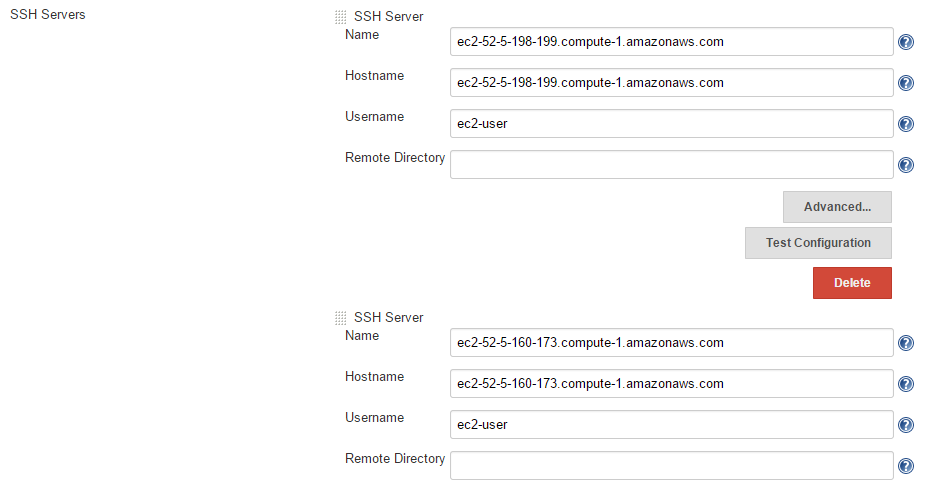 SSH Servers
SSH Server
Name
ec2-52-5-198-199.compute-1.amazonaws.com
Hostname
ec2-52-5-198-199.compute-1.amazonaws.com
Username
ec2-user
Remote Directory
Advanced...
Test Configuration
Delete
SSH Server
Name
ec2-52-5-160-173.compute-1.amazonaws.com
Hostname
ec2-52-5-160-173.compute-1.amazonaws.com
Username
ec2-user
Remote Directory